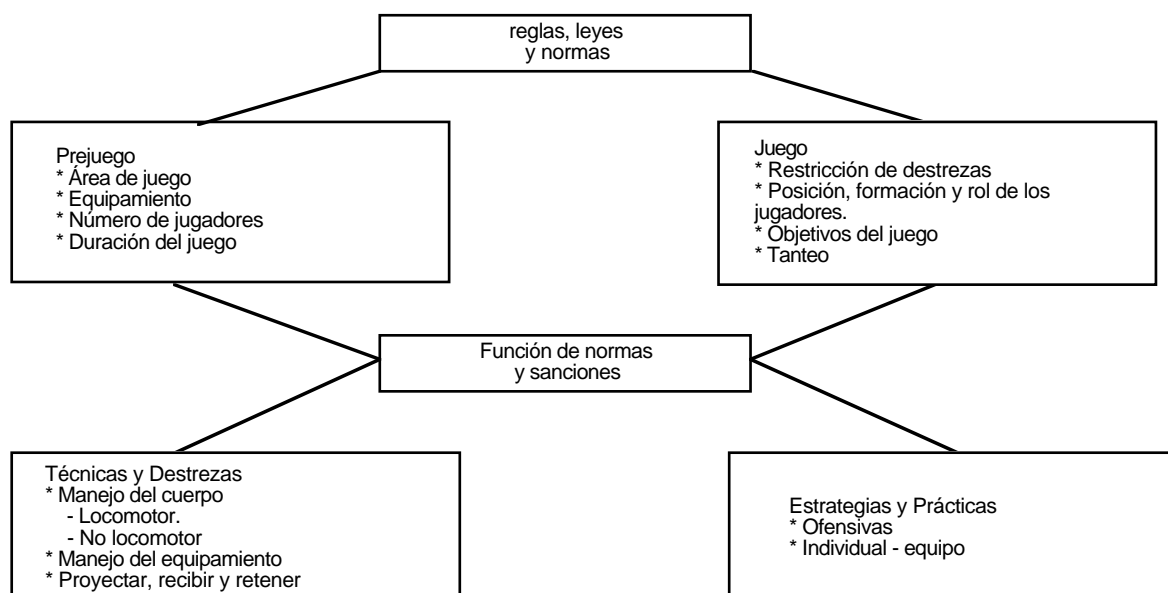 reglas, leyes
y normas
Prejuego
* Área de juego
* Equipamiento
* Número de jugadores
* Duración del juego
Juego
* Restricción de destrezas
* Posición, formación y rol de los
jugadores.
* Objetivos del juego
* Tanteo
Función de normas
y sanciones
Técnicas y Destrezas
* Manejo del cuerpo
- Locomotor.
- No locomotor
* Manejo del equipamiento
* Proyectar, recibir y retener
Estrategias y Prácticas
* Ofensivas
* Individual - equipo